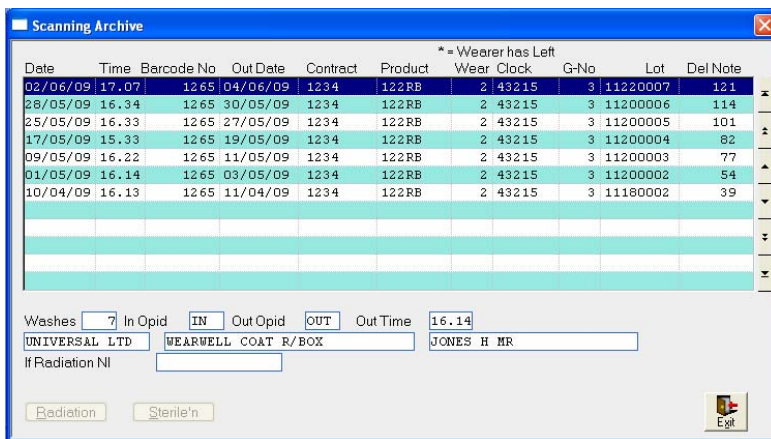 Scanning Archive
* = Wearer has Left
Date Time Barcode No Out Date Contract Product Wear Clock G-No Lot Del Note
02/06/09 17.07 1265 04/06/09 1234 122RB 2 43215 3 11220007 121
28/05/09 16.34 1265 30/05/09 1234 122RB 2 43215 3 11200006 114
25/05/09 16.33 1265 27/05/09 1234 122RB 2 43215 3 11200005 101
17/05/09 15.33 1265 19/05/09 1234 122RB 2 43215 3 11200004 82
09/05/09 16.22 1265 11/05/09 1234 122RB 2 43215 3 11200003 77
01/05/09 16.14 1265 03/05/09 1234 122RB 2 43215 3 11200002 54
10/04/09 16.13 1265 11/04/09 1234 122RB 2 43215 3 11180002 39
Washes 7 In Opid IN Out Opid OUT Out Time 16.14
UNIVERSAL LTD WEARWELL COAT R/BOX JONES H MR
If Radiation NI
Radiation Sterile'n
Exit